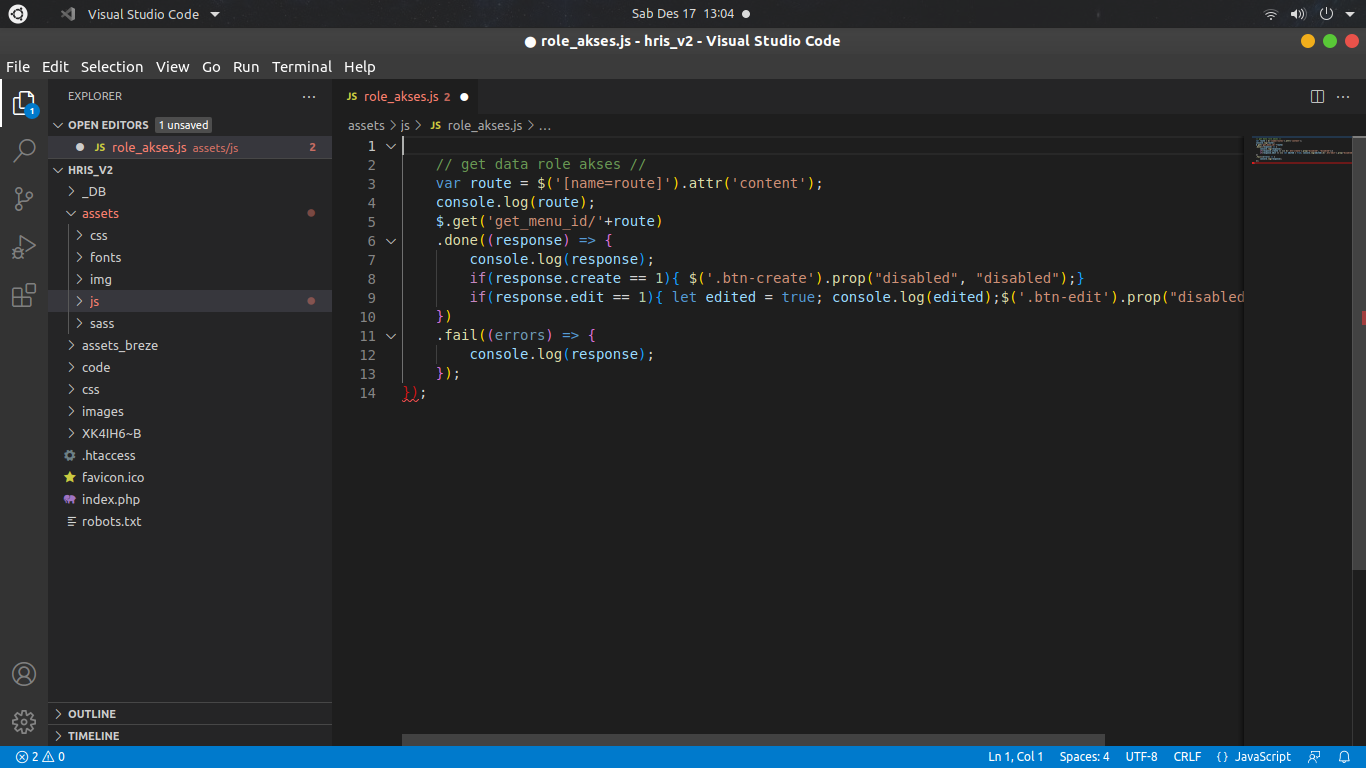 Visual Studio Code
Sab Des 17 13:04
● role_akses.js - hris_v2 - Visual Studio Code
File Edit Selection View Go Run Terminal Help
EXPLORER
OPEN EDITORS 1 unsaved
JS role_akses.js assets/js 2
HRIS_V2
_DB
assets
css
fonts
img
js
sass
assets_breze
code
css
images
XK4IH6~B
.htaccess
favicon.ico
index.php
robots.txt
OUTLINE
TIMELINE
1
JS role_akses.js 2 ●
assets > js > JS role_akses.js > ...
1
2 // get data role akses //
3 var route = $('[name=route]').attr('content');
4 console.log(route);
5 $.get('get_menu_id/'+route)
6 .done((response) => {
7 console.log(response);
8 if(response.create == 1){ $('.btn-create').prop("disabled", "disabled");}
9 if(response.edit == 1){ let edited = true; console.log(edited);$('.btn-edit').prop("disabled
10 })
11 .fail((errors) => {
12 console.log(response);
13 });
14 });
2 0
Ln 1, Col 1 Spaces: 4 UTF-8 CRLF { } JavaScript